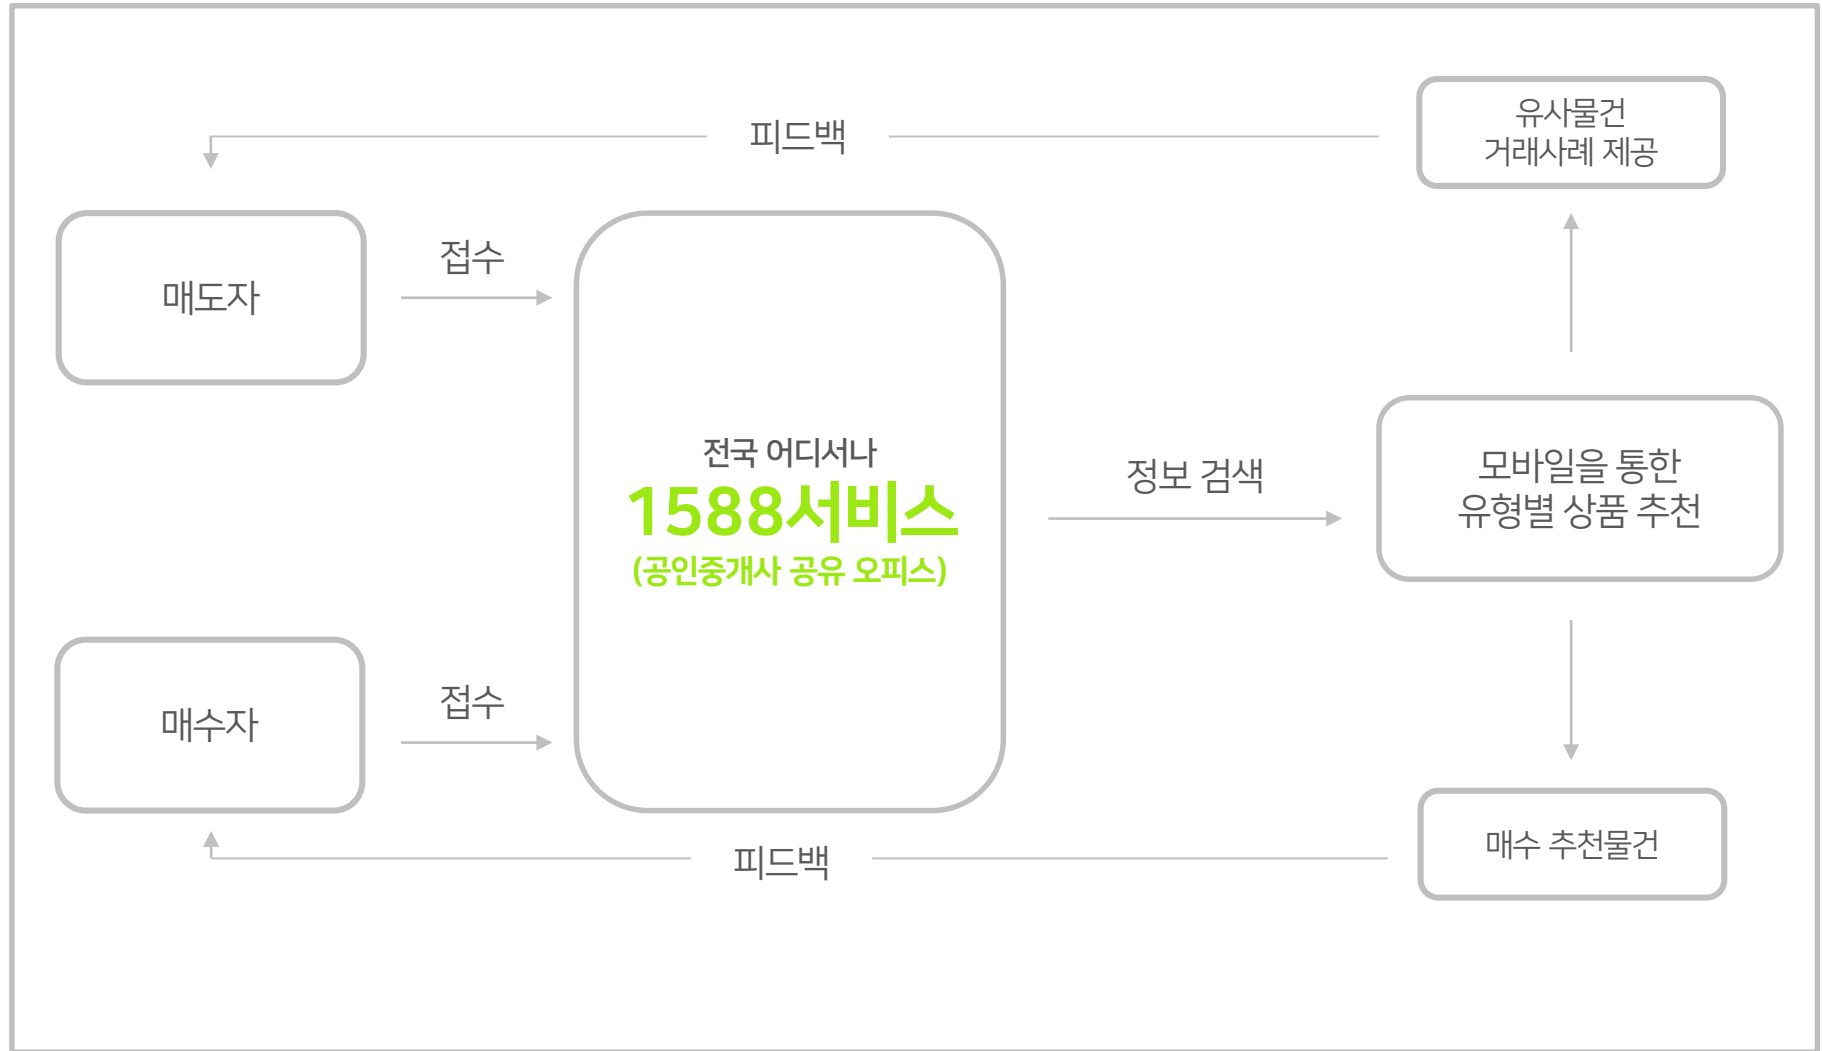 피드백
유사물건
거래사례 제공
매도자
접수
전국 어디서나
1588서비스
(공인중개사 공유 오피스)
정보 검색
모바일을 통한
유형별 상품 추천
매수자
접수
피드백
매수 추천물건